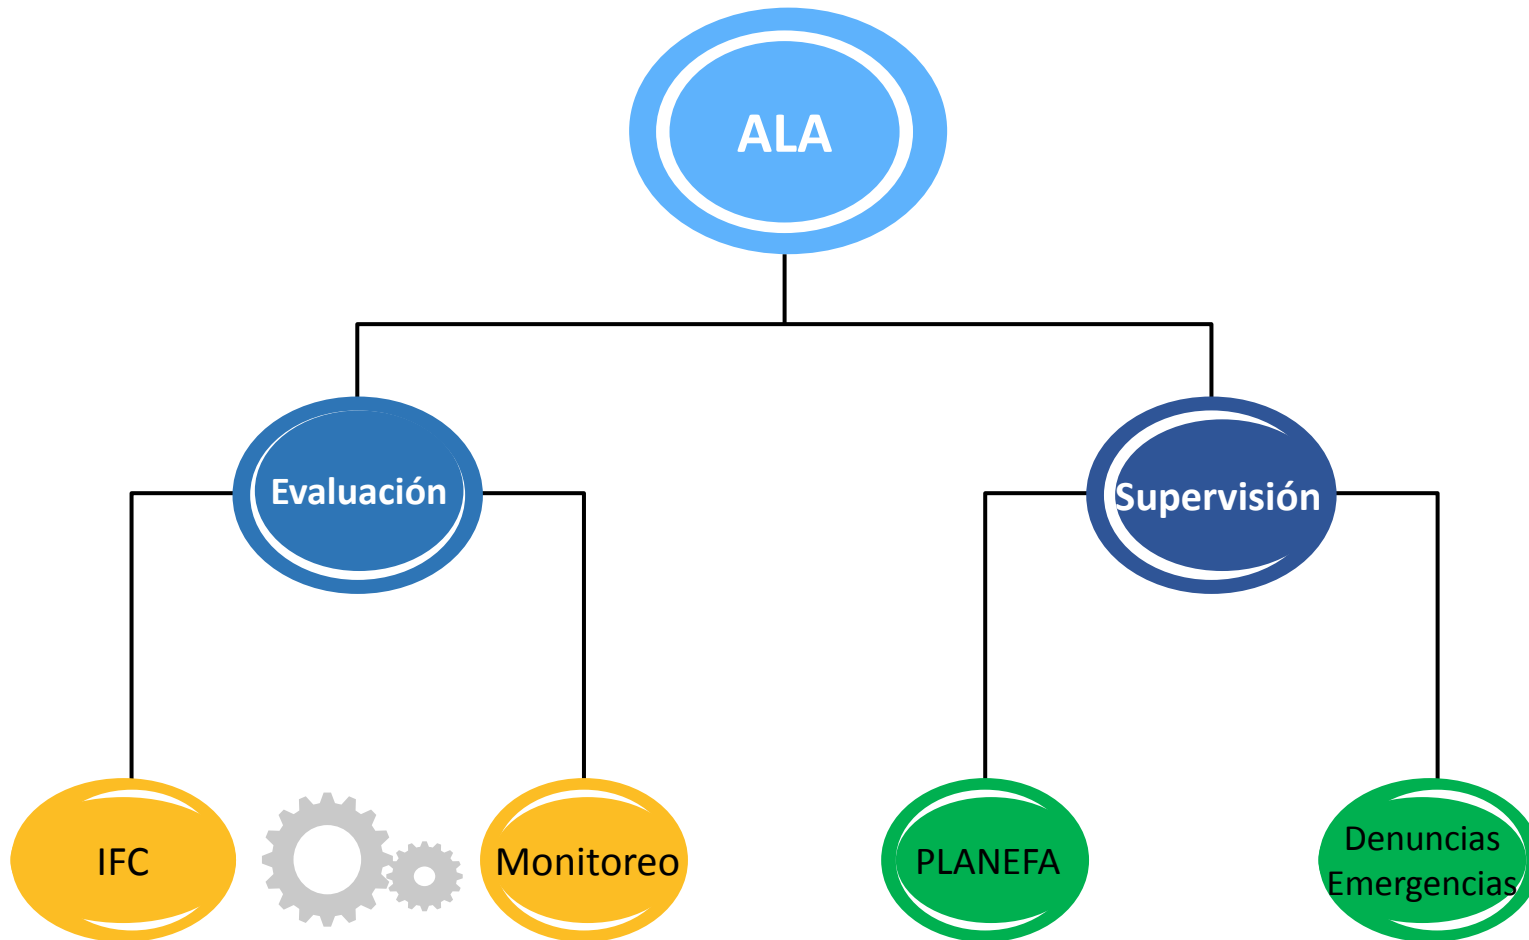 ALA
Evaluación
Supervisión
IFC
Monitoreo
PLANEFA
Denuncias
Emergencias